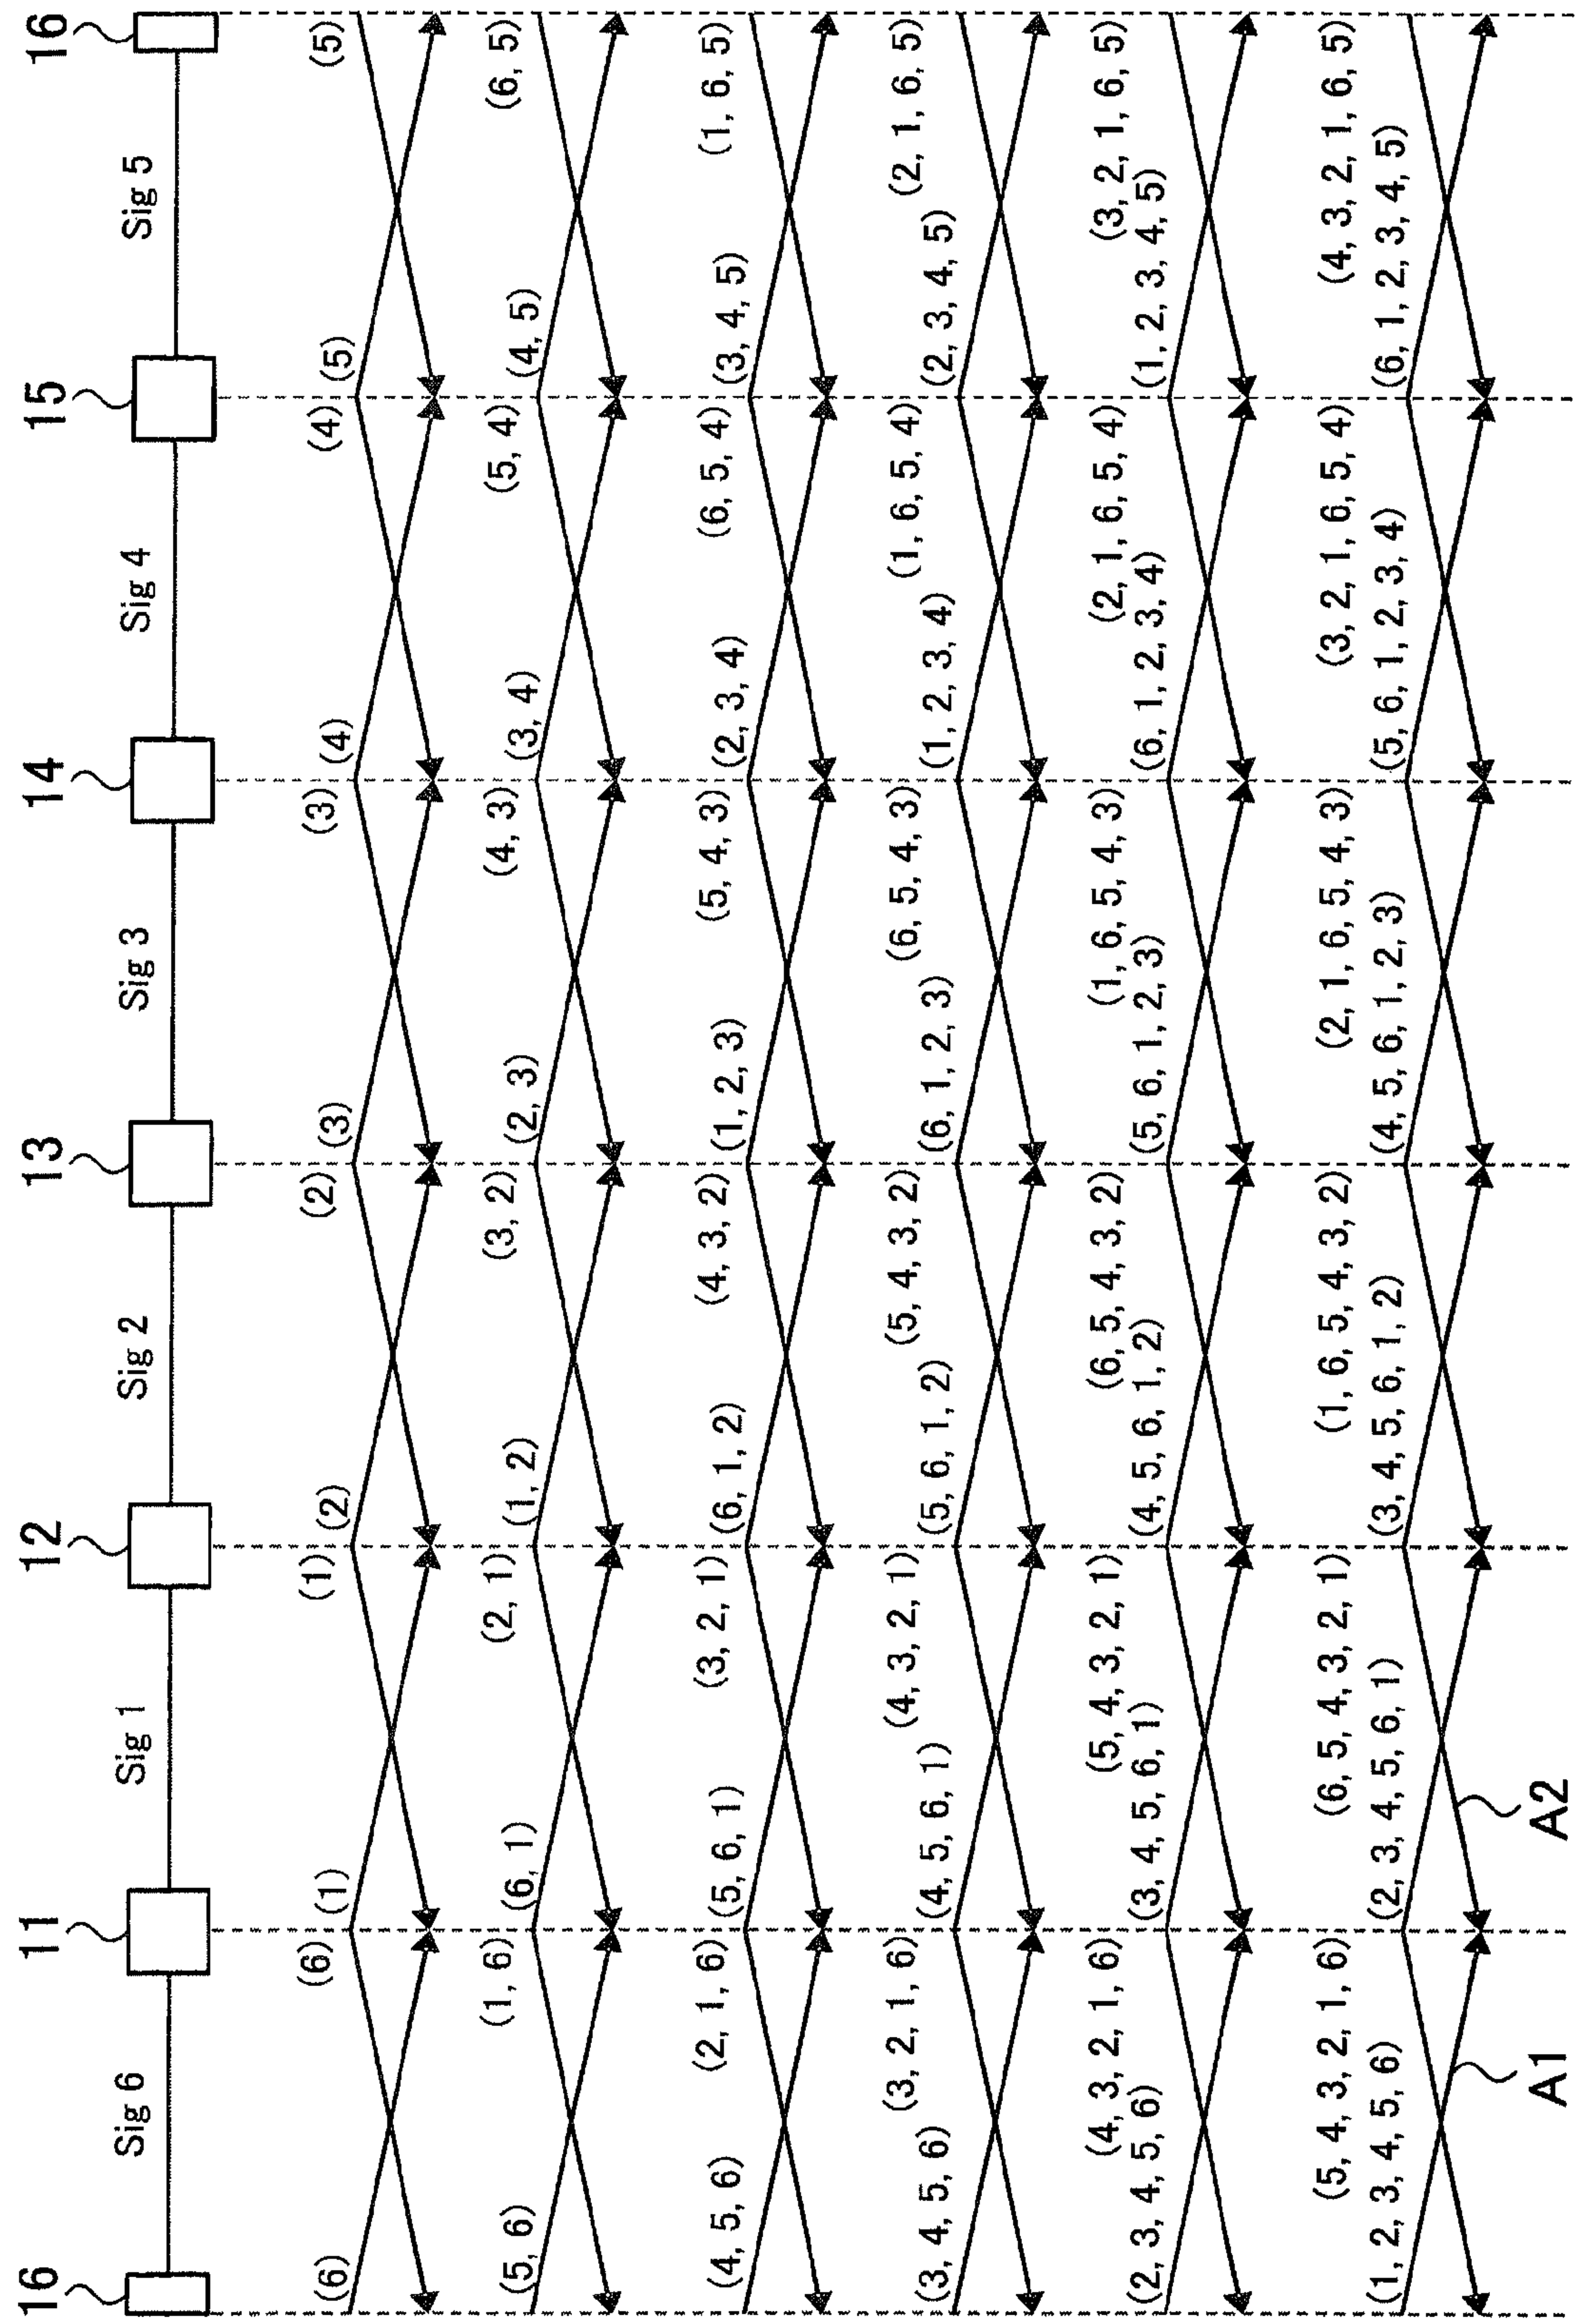 16 11 12 13 14 15 16
Sig 6 Sig 1 Sig 2 Sig 3 Sig 4 Sig 5
(6) (6) (1) (1) (2) (2) (3) (3) (4) (4) (5) (5)
(5, 6) (1, 6) (6, 1) (2, 1) (1, 2) (3, 2) (2, 3) (4, 3) (3, 4) (5, 4) (4, 5) (6, 5)
(4, 5, 6) (2, 1, 6) (5, 6, 1) (3, 2, 1) (6, 1, 2) (4, 3, 2) (1, 2, 3) (5, 4, 3) (2, 3, 4) (6, 5, 4) (3, 4, 5) (1, 6, 5)
(3, 2, 1, 6) (4, 3, 2, 1) (5, 4, 3, 2) (6, 5, 4, 3) (1, 6, 5, 4) (2, 1, 6, 5)
(3, 4, 5, 6) (4, 5, 6, 1) (5, 6, 1, 2) (6, 1, 2, 3) (1, 2, 3, 4) (2, 3, 4, 5)
(4, 3, 2, 1, 6) (5, 4, 3, 2, 1) (6, 5, 4, 3, 2) (1, 6, 5, 4, 3) (2, 1, 6, 5, 4) (3, 2, 1, 6, 5)
(2, 3, 4, 5, 6) (3, 4, 5, 6, 1) (4, 5, 6, 1, 2) (5, 6, 1, 2, 3) (6, 1, 2, 3, 4) (1, 2, 3, 4, 5)
(5, 4, 3, 2, 1, 6) (6, 5, 4, 3, 2, 1) (1, 6, 5, 4, 3, 2) (2, 1, 6, 5, 4, 3) (3, 2, 1, 6, 5, 4) (4, 3, 2, 1, 6, 5)
(1, 2, 3, 4, 5, 6) (2, 3, 4, 5, 6, 1) (3, 4, 5, 6, 1, 2) (4, 5, 6, 1, 2, 3) (5, 6, 1, 2, 3, 4) (6, 1, 2, 3, 4, 5)
A1 A2